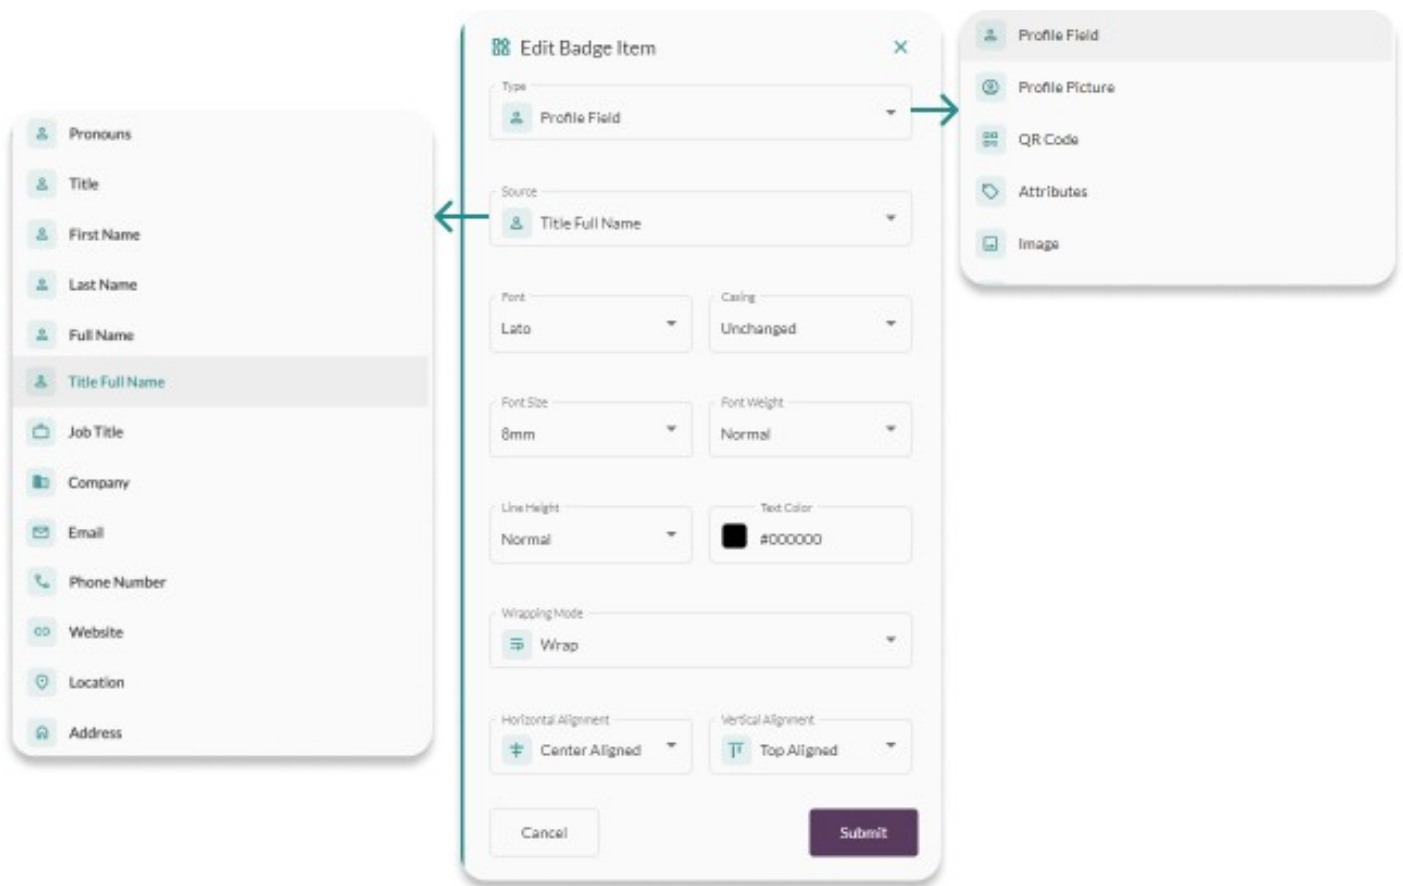 Pronouns
Title
First Name
Last Name
Full Name
Title Full Name
Job Title
Company
Email
Phone Number
Website
Location
Address
Edit Badge Item
Type
Profile Field
Source
Title Full Name
Font
Lato
Casing
Unchanged
Font Size
8mm
Font Weight
Normal
Line Height
Normal
Text Color
#000000
Wrapping Mode
Wrap
Horizontal Alignment
Center Aligned
Vertical Alignment
Top Aligned
Cancel
Submit
Profile Field
Profile Picture
QR Code
Attributes
Image